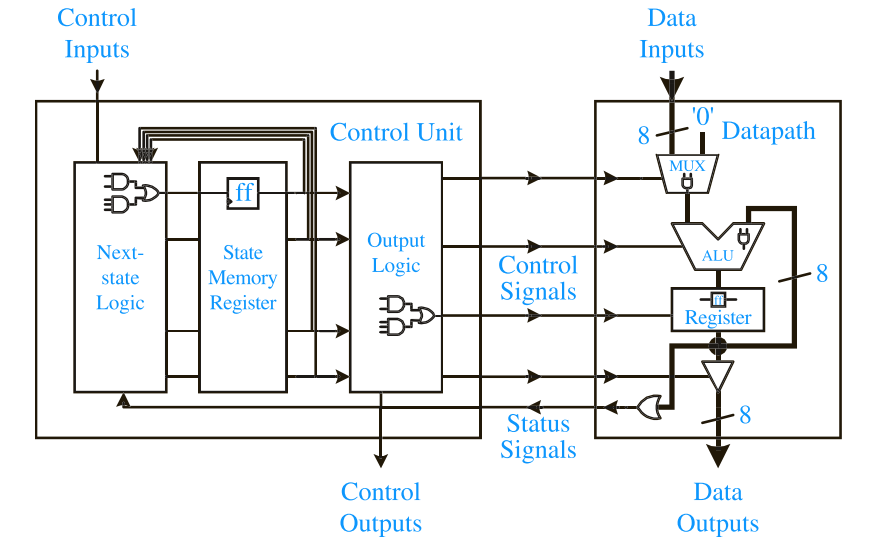 Control
Inputs
Data
Inputs
Control Unit
8
'0'
Datapath
MUX
ff
Next-
state
Logic
State
Memory
Register
Output
Logic
ALU
Control
Signals
8
ff
Register
Status
Signals
8
Control
Outputs
Data
Outputs